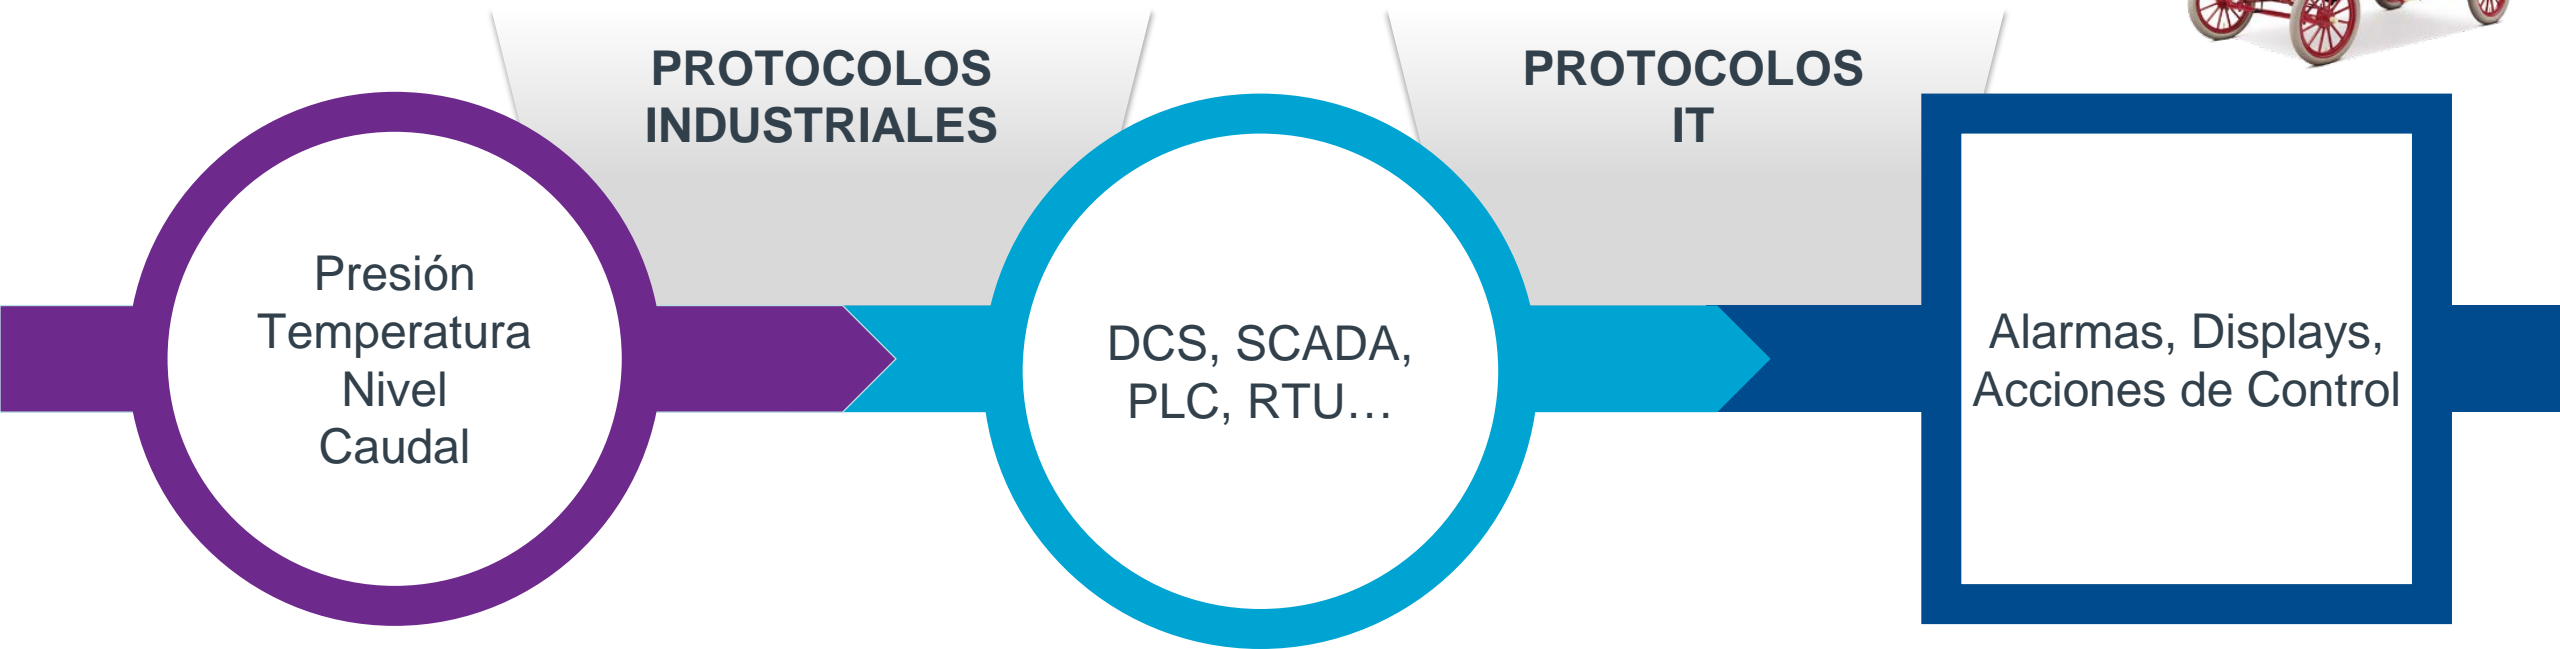 PROTOCOLOS
INDUSTRIALES
PROTOCOLOS
IT
Presión
Temperatura
Nivel
Caudal
DCS, SCADA,
PLC, RTU…
Alarmas, Displays,
Acciones de Control